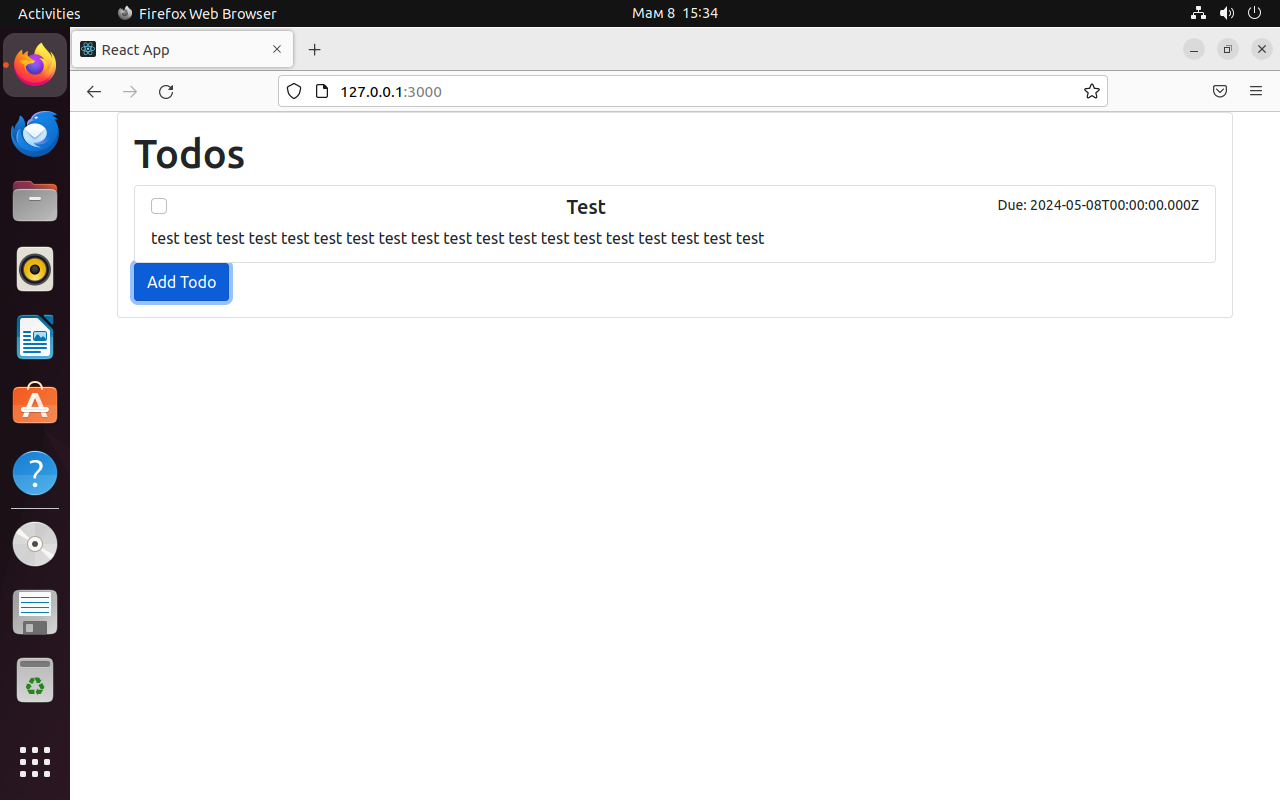 Activities
Firefox Web Browser
Мам 8 15:34
React App
127.0.0.1:3000
Todos
Test
Due: 2024-05-08T00:00:00.000Z
test test test test test test test test test test test test test test test test test test test
Add Todo